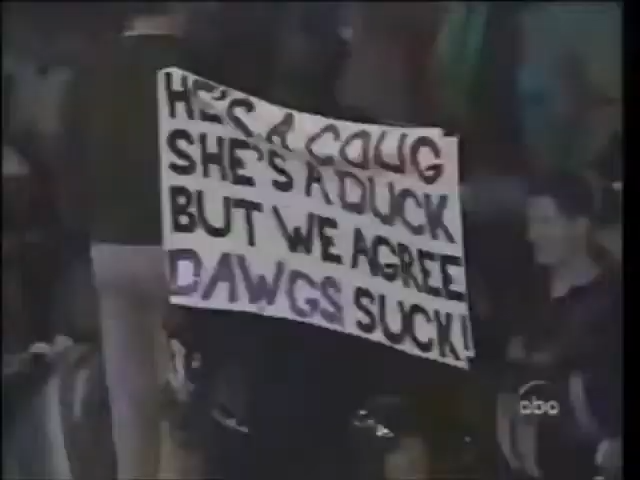 HE'S A COUG
SHE'S A DUCK
BUT WE AGREE
DAWGS SUCK!
abc